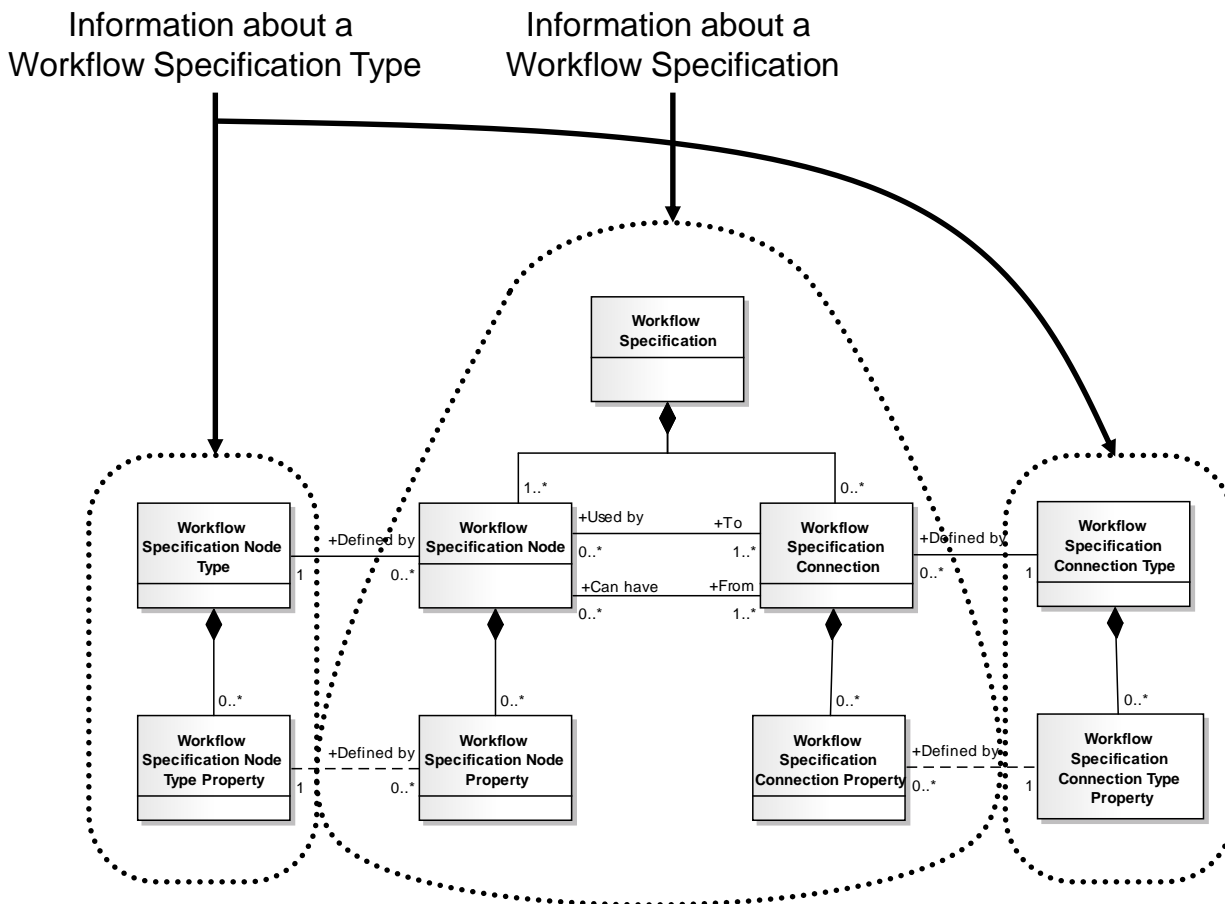 Information about a
Workflow Specification Type
Information about a
Workflow Specification
Workflow
Specification
1..*
0..*
Workflow
Specification Node
Type
+Defined by
1
0..*
Workflow
Specification Node
+Used by
0..*
+To
1..*
+Can have
0..*
+From
1..*
Workflow
Specification
Connection
+Defined by
0..*
1
Workflow
Specification
Connection Type
0..*
0..*
0..*
0..*
Workflow
Specification Node
Type Property
+Defined by
1
0..*
Workflow
Specification Node
Property
Workflow
Specification
Connection Property
+Defined by
0..*
1
Workflow
Specification
Connection Type
Property